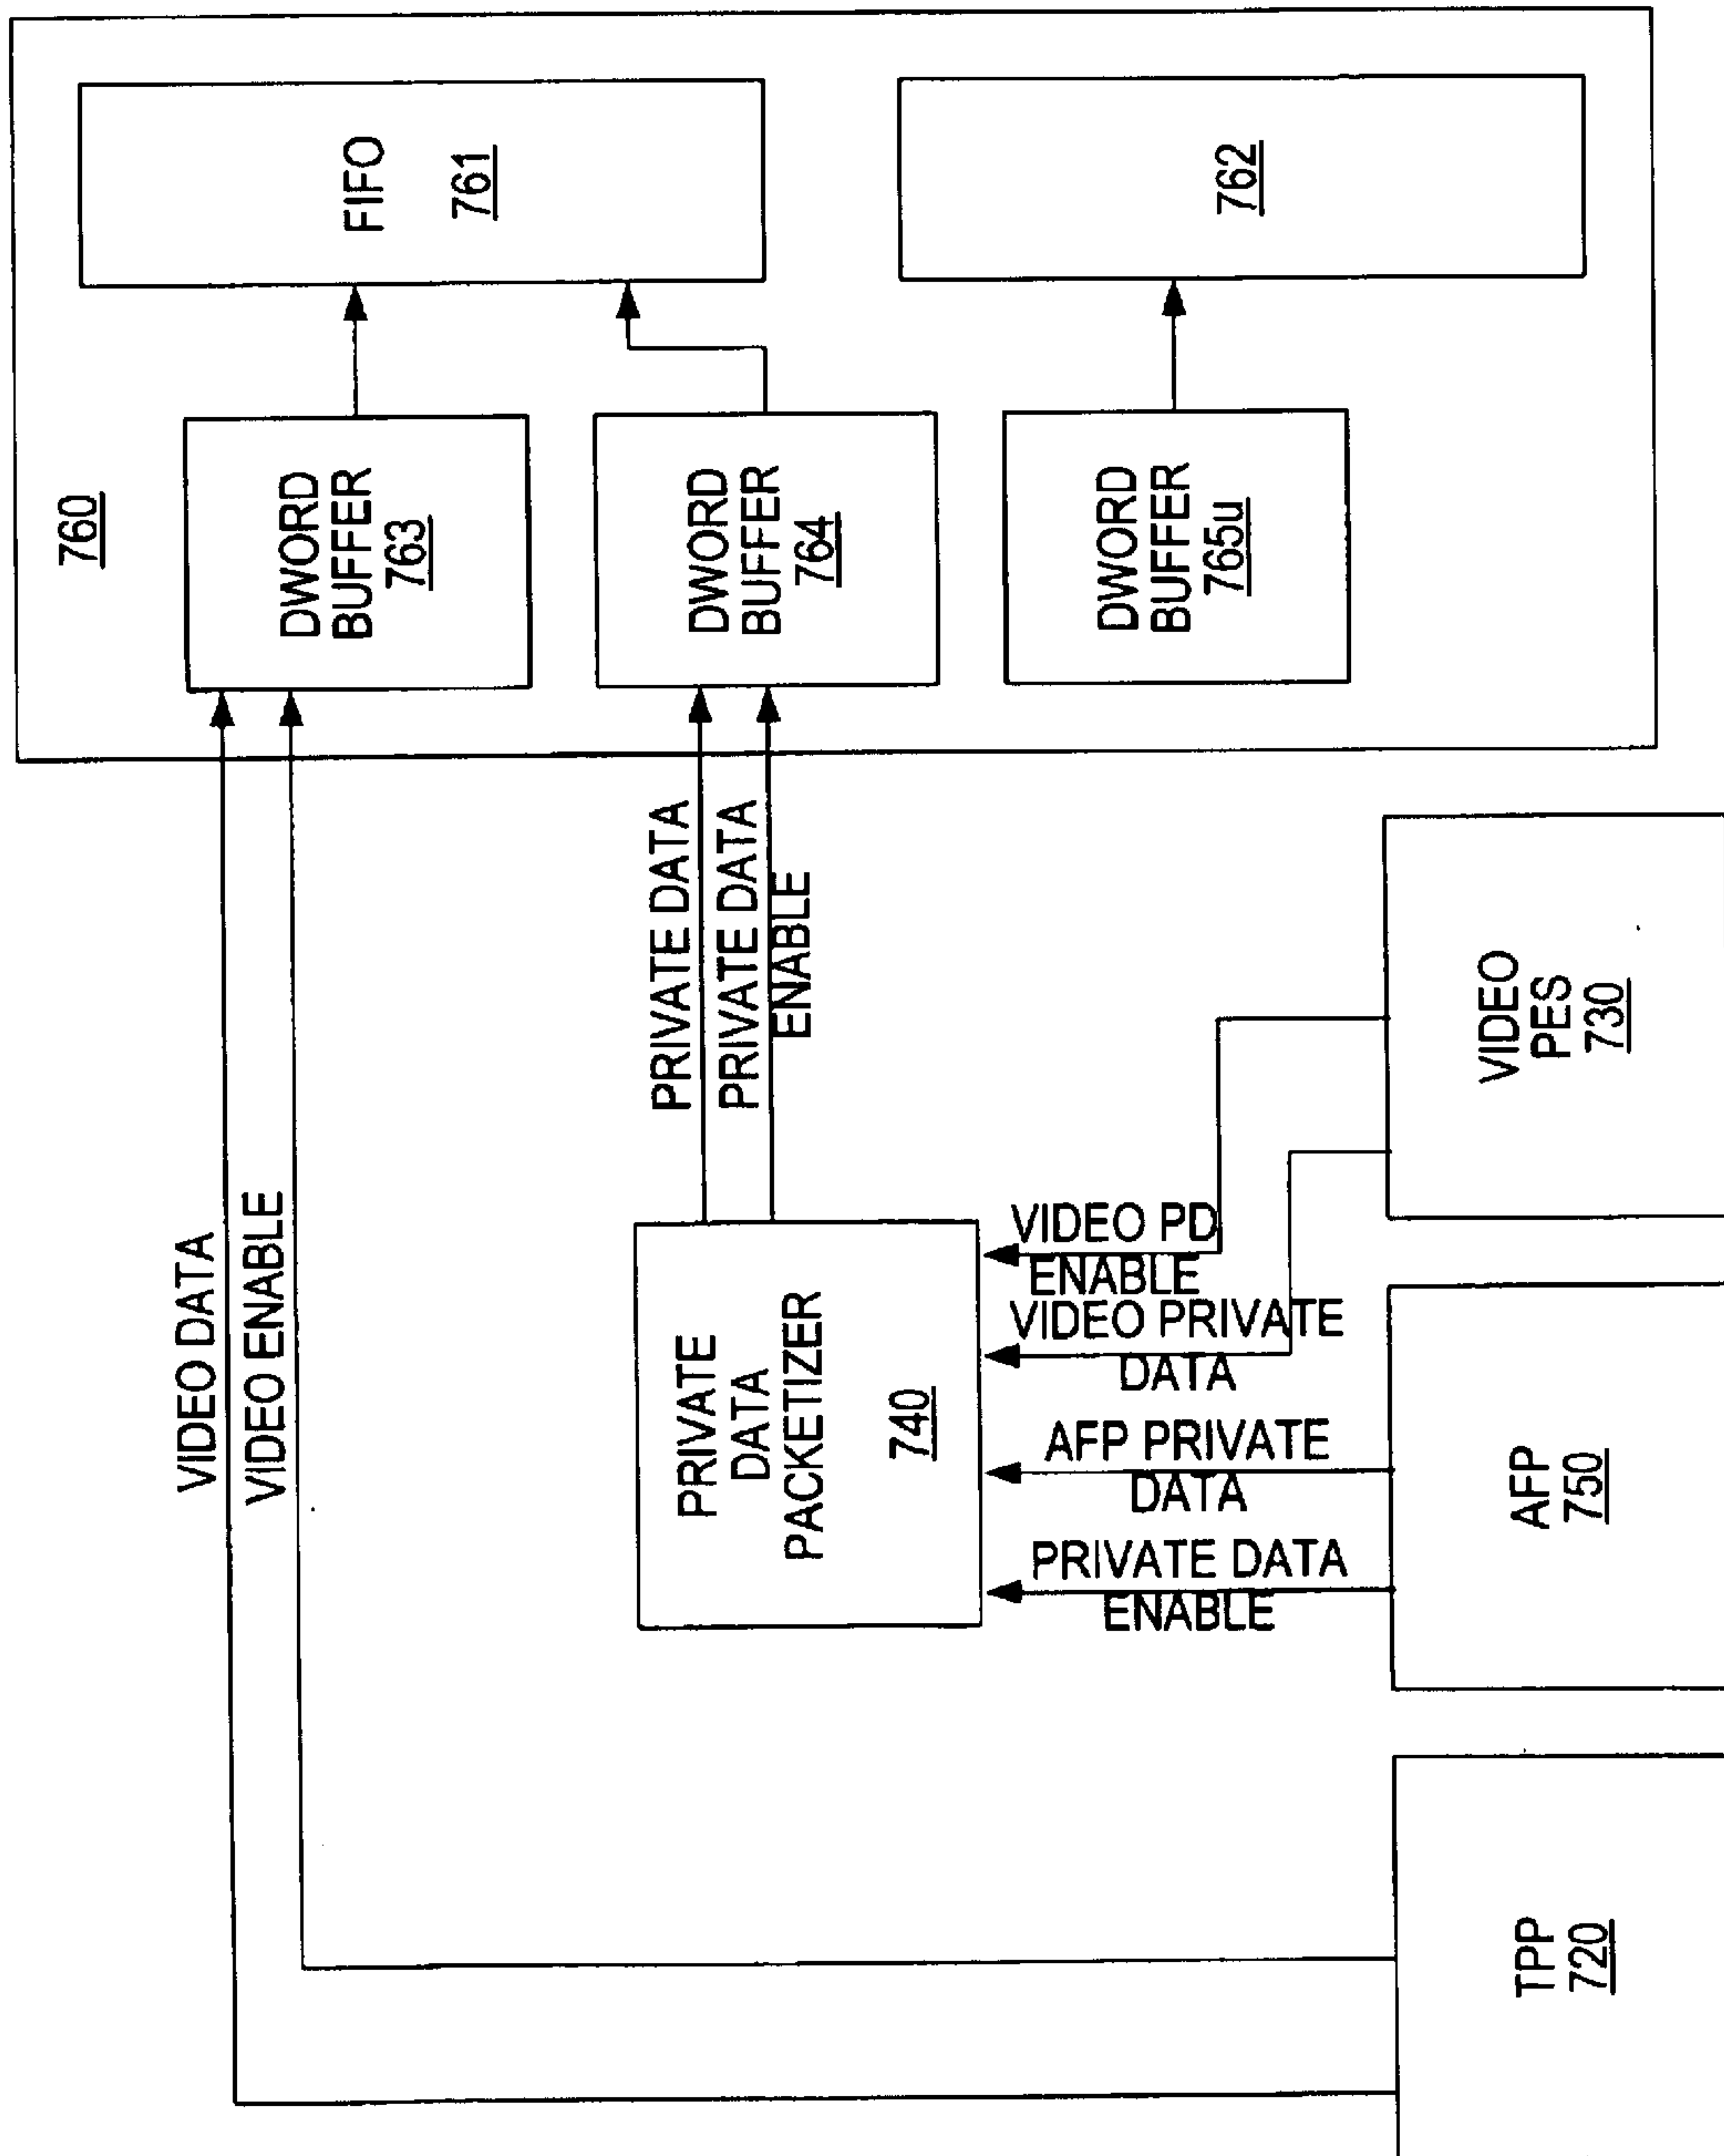 VIDEO DATA
VIDEO ENABLE
760
DWORD
BUFFER
763
FIFO
761
PRIVATE DATA
PRIVATE DATA
ENABLE
DWORD
BUFFER
764
DWORD
BUFFER
765u
762
PRIVATE
DATA
PACKETIZER
740
VIDEO PD
ENABLE
VIDEO PRIVATE
DATA
AFP PRIVATE
DATA
PRIVATE DATA
ENABLE
TPP
720
AFP
750
VIDEO
PES
730